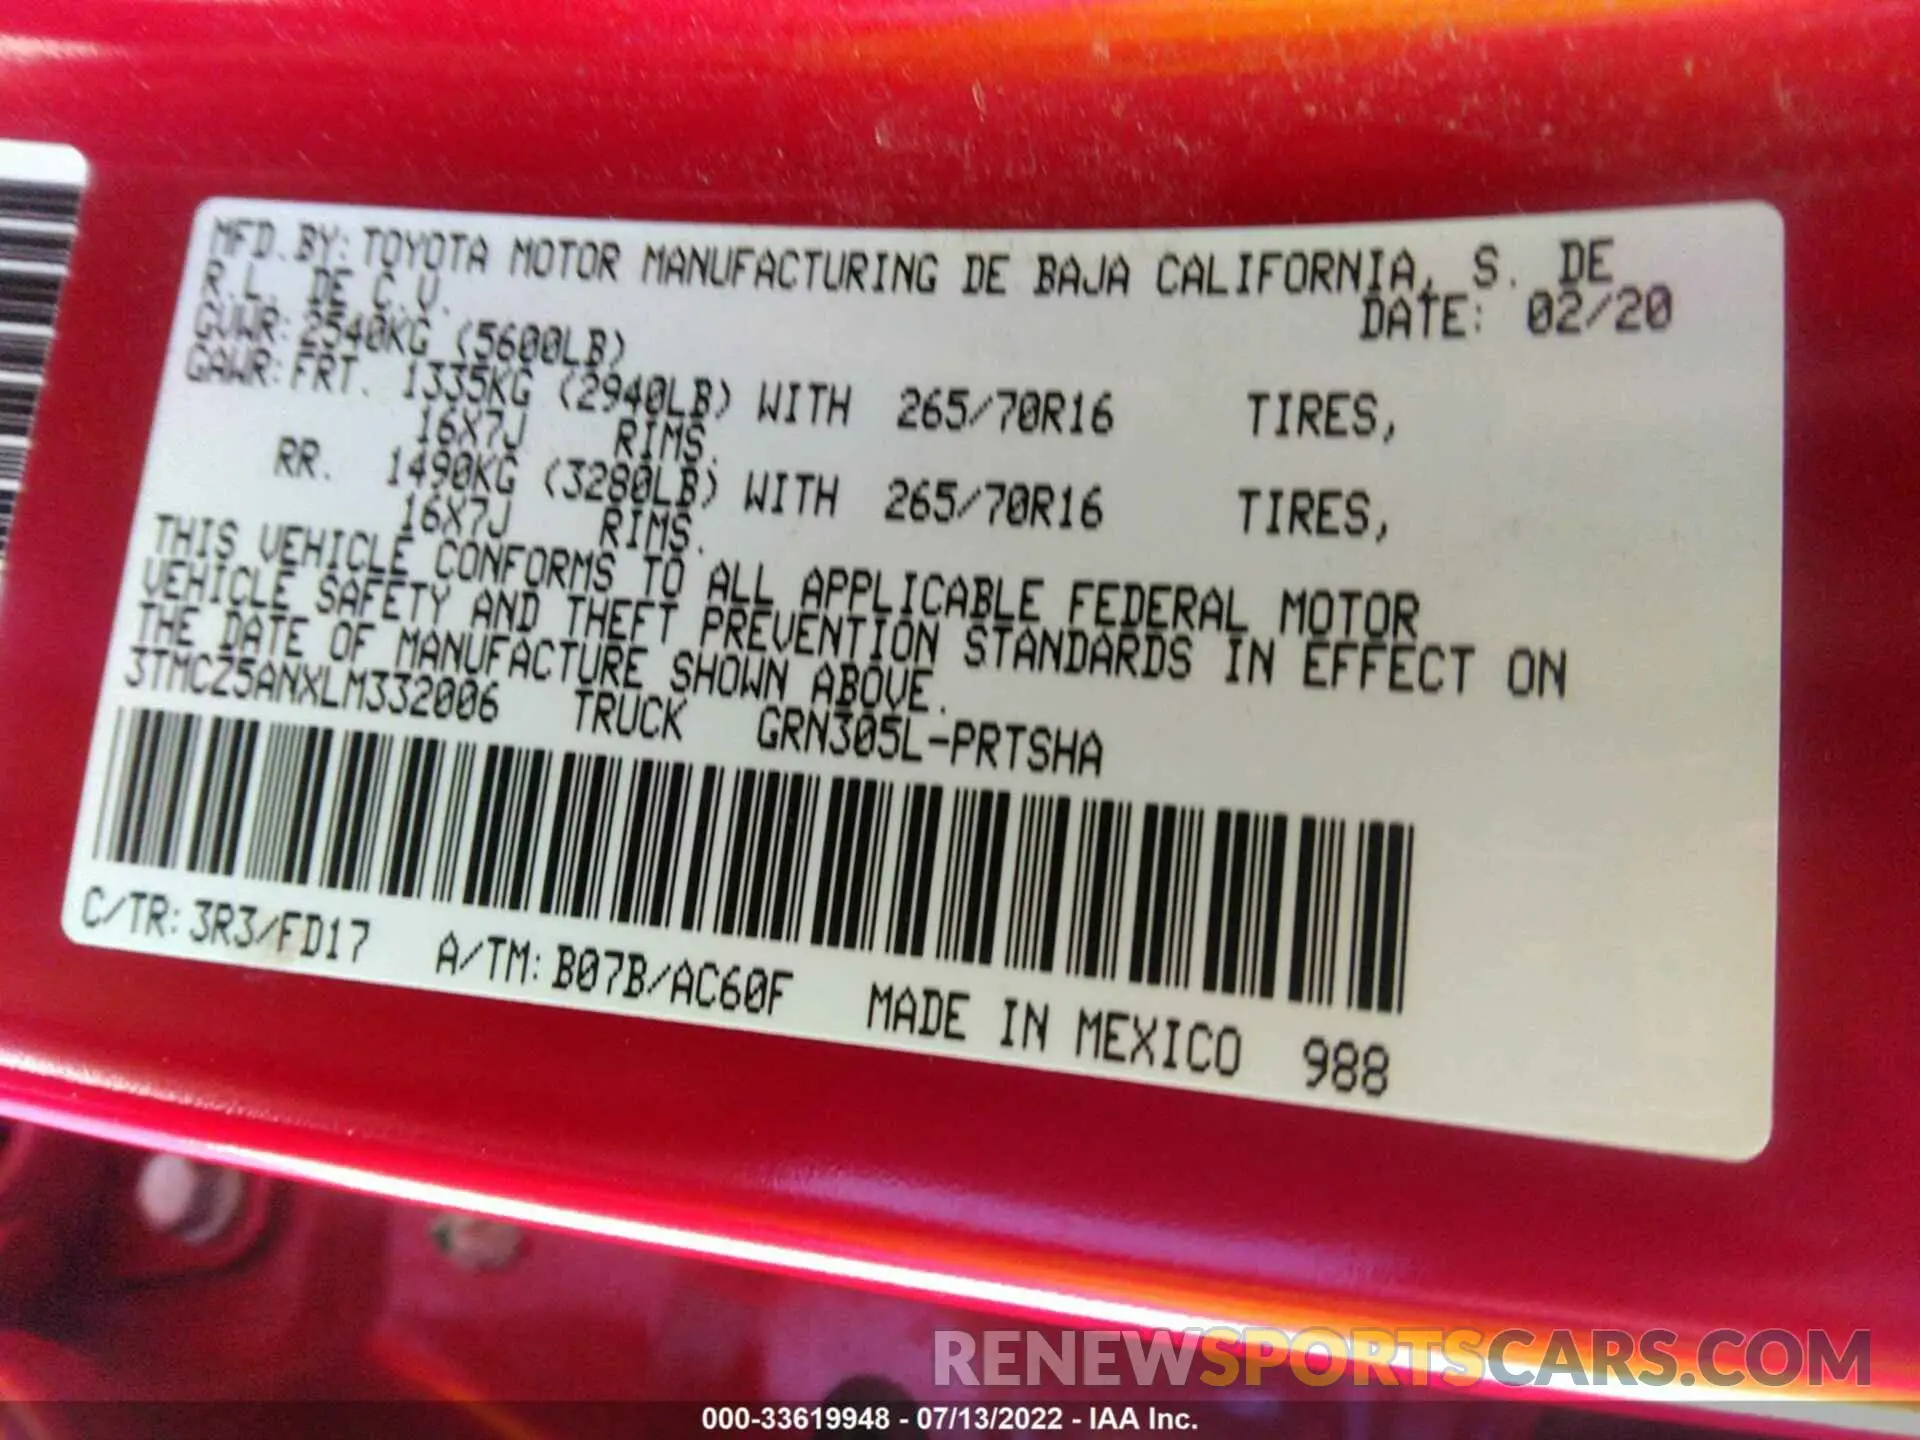 MFD.BY: TOYOTA MOTOR MANUFACTURING DE BAJA CALIFORNIA, S. DE
R.L. DE C.V. DATE: 02/20
GVWR: 2540KG (5600LB)
GAWR: FRT. 1335KG (2940LB) WITH 265/70R16 TIRES,
16X7J RIMS.
RR. 1490KG (3280LB) WITH 265/70R16 TIRES,
16X7J RIMS.
THIS VEHICLE CONFORMS TO ALL APPLICABLE FEDERAL MOTOR
VEHICLE SAFETY AND THEFT PREVENTION STANDARDS IN EFFECT ON
THE DATE OF MANUFACTURE SHOWN ABOVE.
3TMCZ5ANXLM332006 TRUCK GRN305L-PRTSHA
C/TR: 3R3/FD17 A/TM: B07B/AC60F MADE IN MEXICO 988
RENEWSPORTSCARS.COM
000-33619948 - 07/13/2022 - IAA Inc.